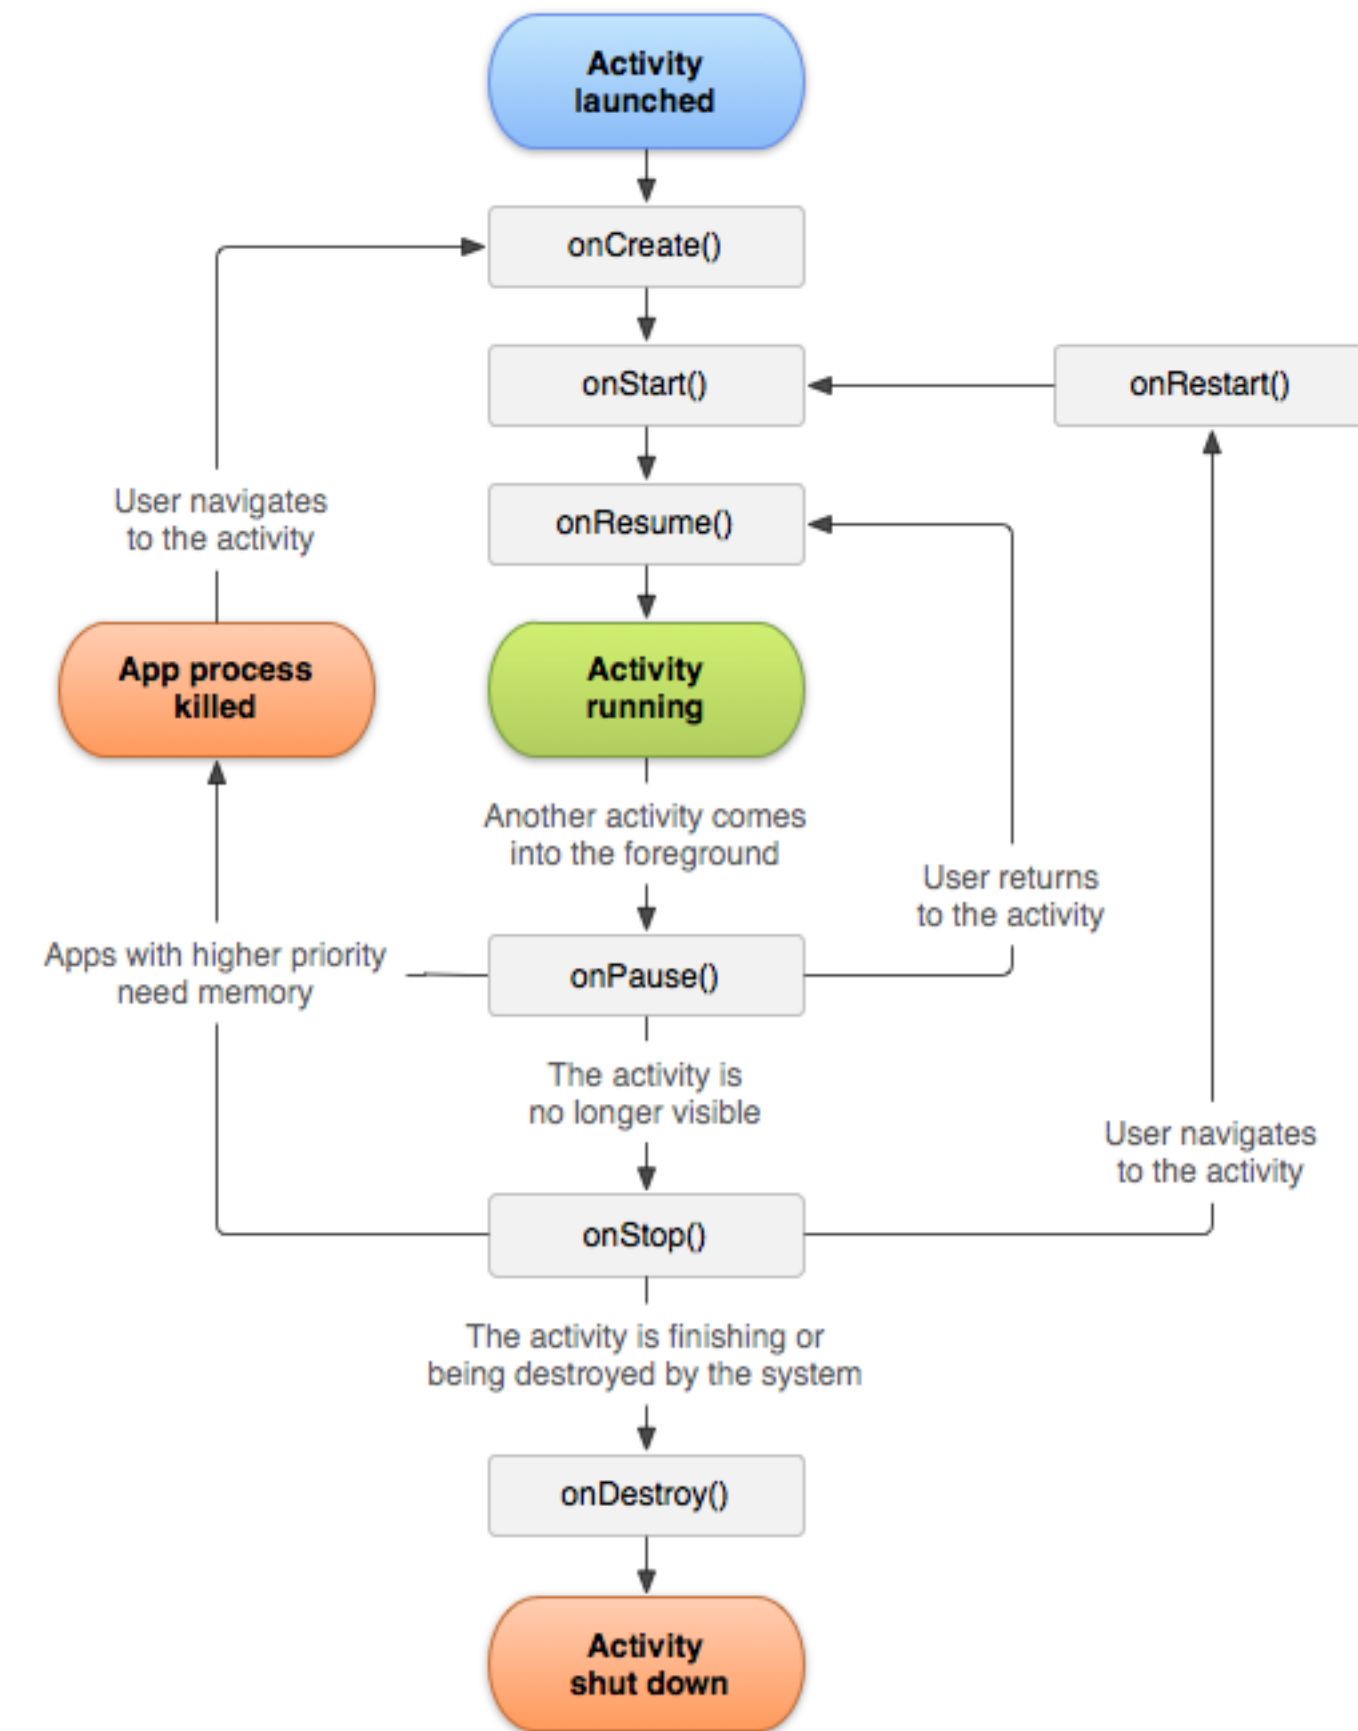 Activity
launched
onCreate()
onStart()
onRestart()
User navigates
to the activity
onResume()
App process
killed
Activity
running
Another activity comes
into the foreground
User returns
to the activity
Apps with higher priority
need memory
onPause()
The activity is
no longer visible
User navigates
to the activity
onStop()
The activity is finishing or
being destroyed by the system
onDestroy()
Activity
shut down